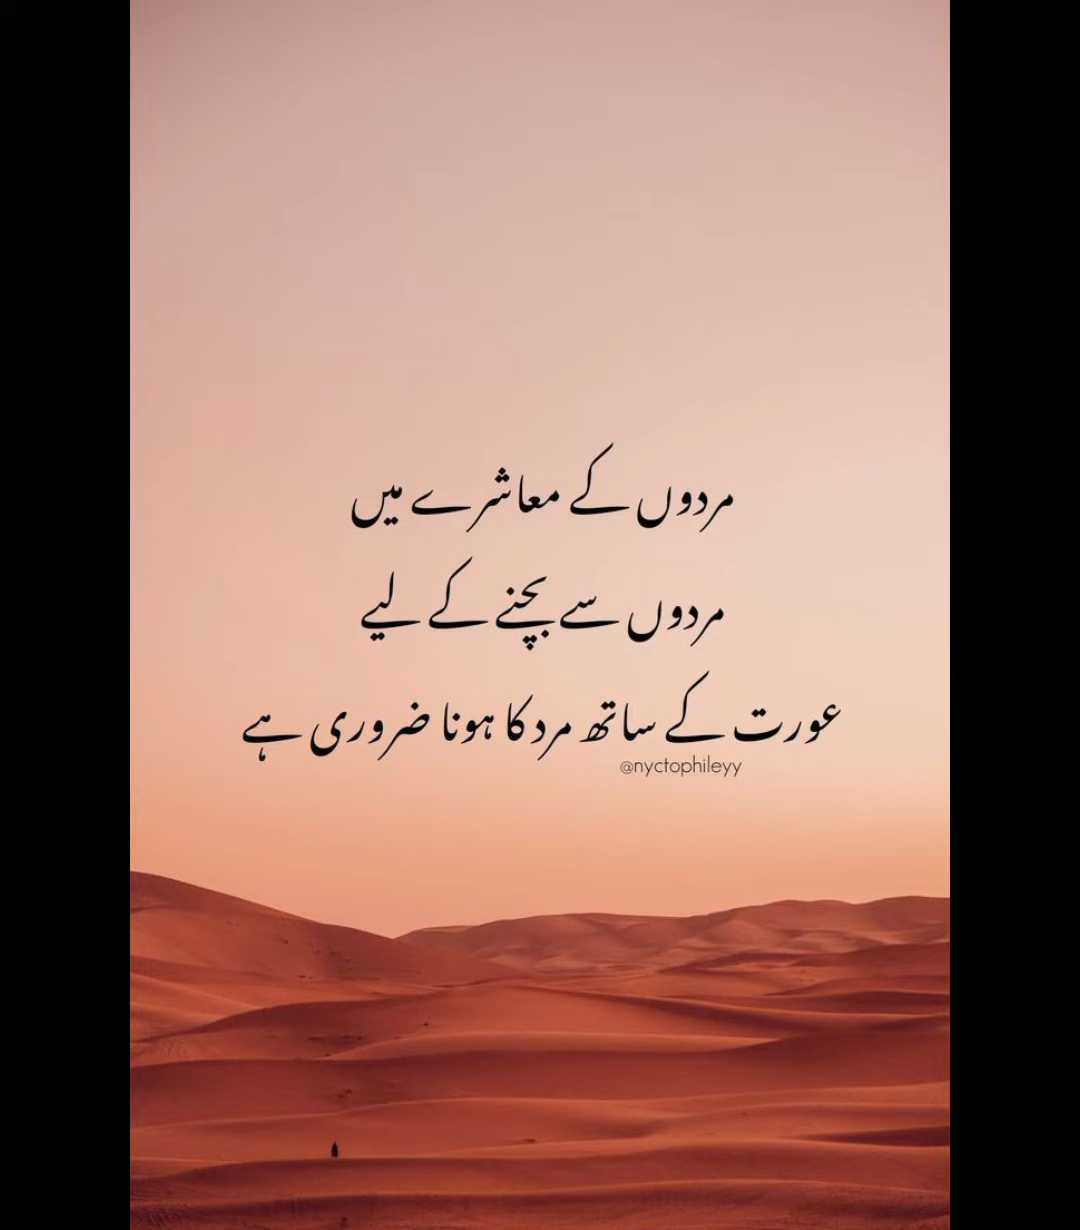 مردوں کے معاشرے میں
مردوں سے بچنے کے لیے
عورت کے ساتھ مرد کا ہونا ضروری ہے
@nyctophileyy